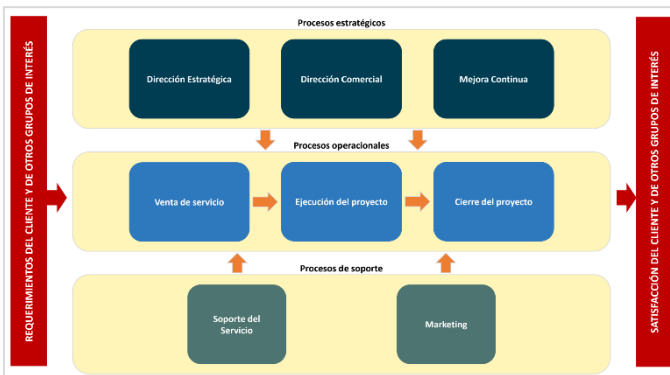 REQUERIMIENTOS DEL CLIENTE Y DE OTROS GRUPOS DE INTERÉS
Procesos estratégicos
Dirección Estratégica
Dirección Comercial
Mejora Continua
Procesos operacionales
Venta de servicio
Ejecución del proyecto
Cierre del proyecto
Procesos de soporte
Soporte del
Servicio
Marketing
SATISFACCIÓN DEL CLIENTE Y DE OTROS GRUPOS DE INTERÉS